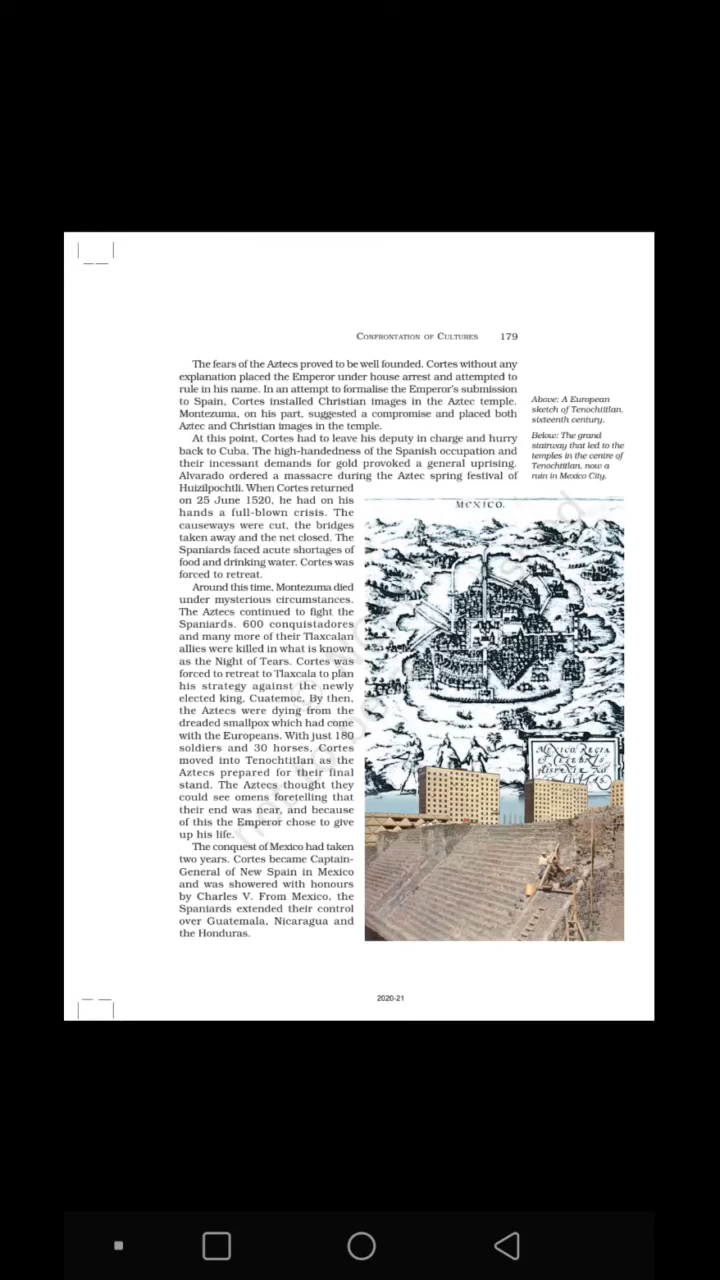 CONFRONTATION OF CULTURES 179
The fears of the Aztecs proved to be well founded. Cortes without any
explanation placed the Emperor under house arrest and attempted to
rule in his name. In an attempt to formalise the Emperor's submission
to Spain, Cortes installed Christian images in the Aztec temple.
Montezuma, on his part, suggested a compromise and placed both
Aztec and Christian images in the temple.
At this point, Cortes had to leave his deputy in charge and hurry
back to Cuba. The high-handedness of the Spanish occupation and
their incessant demands for gold provoked a general uprising.
Alvarado ordered a massacre during the Aztec spring festival of
Huizilpochtli. When Cortes returned
on 25 June 1520, he had on his
hands a full-blown crisis. The
causeways were cut, the bridges
taken away and the net closed. The
Spaniards faced acute shortages of
food and drinking water. Cortes was
forced to retreat.
Around this time, Montezuma died
under mysterious circumstances.
The Aztecs continued to fight the
Spaniards. 600 conquistadores
and many more of their Tlaxcalan
allies were killed in what is known
as the Night of Tears. Cortes was
forced to retreat to Tlaxcala to plan
his strategy against the newly
elected king, Cuatemoc. By then,
the Aztecs were dying from the
dreaded smallpox which had come
with the Europeans. With just 180
soldiers and 30 horses, Cortes
moved into Tenochtitlan as the
Aztecs prepared for their final
stand. The Aztecs thought they
could see omens foretelling that
their end was near, and because
of this the Emperor chose to give
up his life.
The conquest of Mexico had taken
two years. Cortes became Captain-
General of New Spain in Mexico
and was showered with honours
by Charles V. From Mexico, the
Spaniards extended their control
over Guatemala, Nicaragua and
the Honduras.
Above: A European
sketch of Tenochtitlan,
sixteenth century.
Below: The grand
stairway that led to the
temples in the centre of
Tenochtitlan, now a
ruin in Mexico City.
MEXICO.
MEXICO, REGIA
2020-21